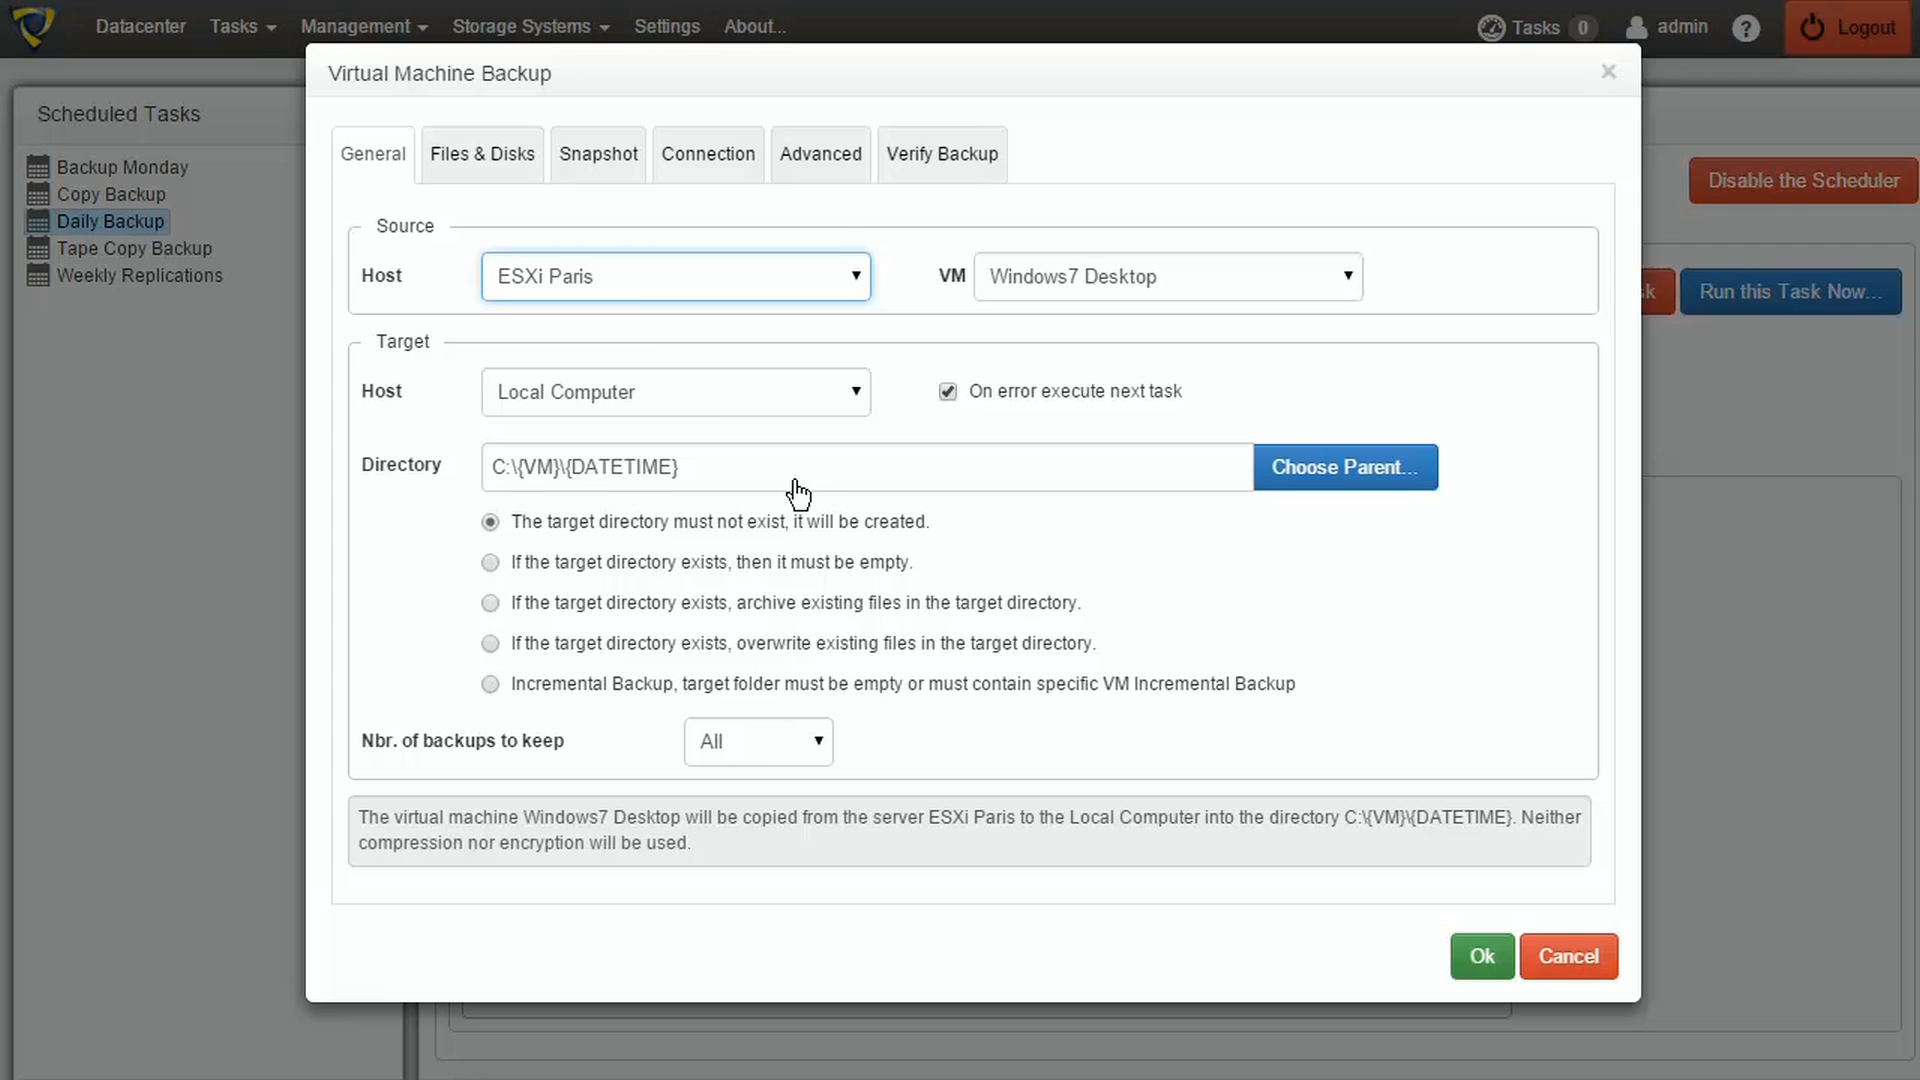 Datacenter Tasks Management Storage Systems Settings About... Tasks 0 admin ? Logout
Virtual Machine Backup ×
Scheduled Tasks
Backup Monday
Copy Backup
Daily Backup
Tape Copy Backup
Weekly Replications
General Files & Disks Snapshot Connection Advanced Verify Backup
Disable the Scheduler
Run this Task Now...
Source
Host ESXi Paris VM Windows7 Desktop
Target
Host Local Computer On error execute next task
Directory C:\{VM}\{DATETIME} Choose Parent...
The target directory must not exist, it will be created.
If the target directory exists, then it must be empty.
If the target directory exists, archive existing files in the target directory.
If the target directory exists, overwrite existing files in the target directory.
Incremental Backup, target folder must be empty or must contain specific VM Incremental Backup
Nbr. of backups to keep All
The virtual machine Windows7 Desktop will be copied from the server ESXi Paris to the Local Computer into the directory C:\{VM}\{DATETIME}. Neither
compression nor encryption will be used.
Ok Cancel